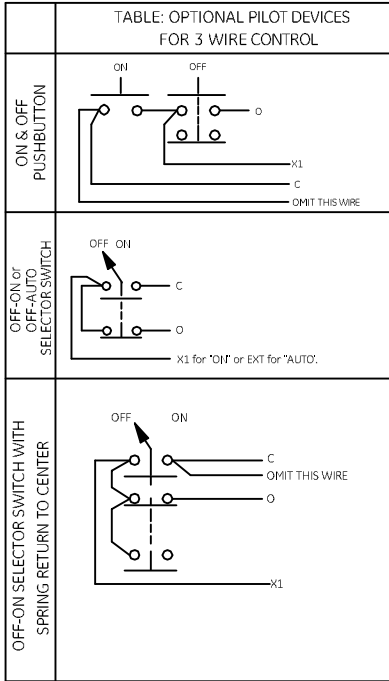 TABLE: OPTIONAL PILOT DEVICES
FOR 3 WIRE CONTROL
ON & OFF
PUSHBUTTON
ON OFF
O
X1
C
OMIT THIS WIRE
OFF-ON or
OFF-AUTO
SELECTOR SWITCH
OFF ON
C
O
X1 for "ON" or EXT for "AUTO".
OFF-ON SELECTOR SWITCH WITH
SPRING RETURN TO CENTER
OFF ON
C
OMIT THIS WIRE
O
X1